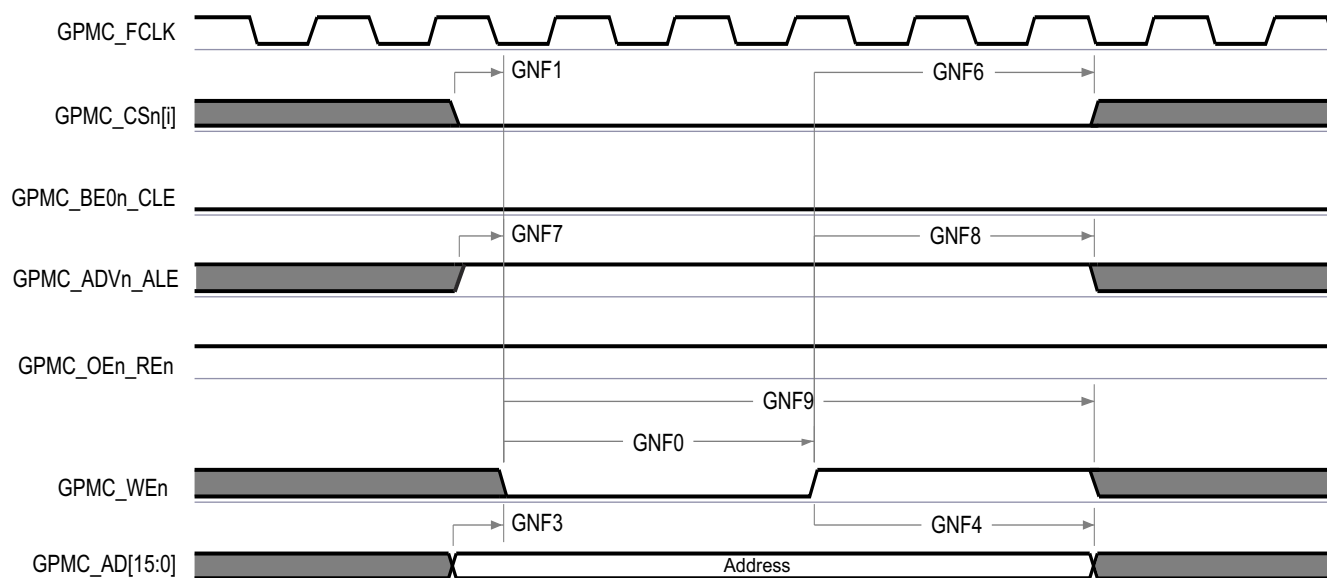 GPMC_FCLK
GNF1
GNF6
GPMC_CSn[i]
GPMC_BE0n_CLE
GNF7
GNF8
GPMC_ADVn_ALE
GPMC_OEn_REn
GNF9
GNF0
GPMC_WEn
GNF3
GNF4
GPMC_AD[15:0]
Address